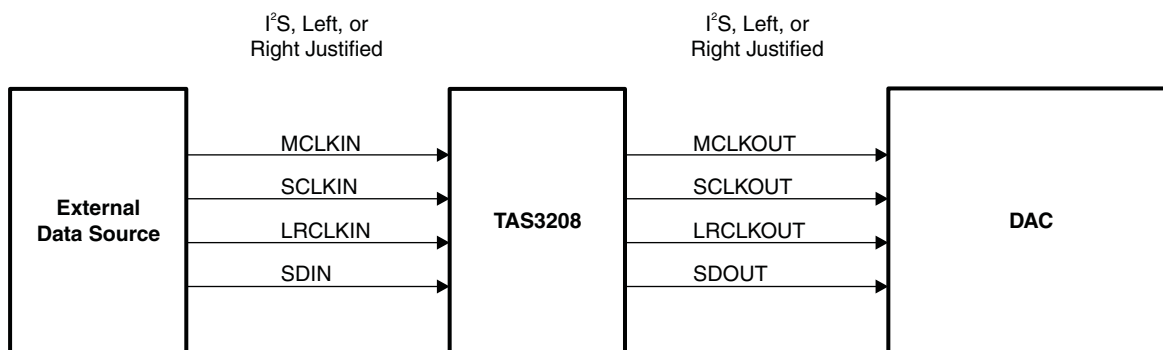 I²S, Left, or
Right Justified
I²S, Left, or
Right Justified
External
Data Source
MCLKIN
SCLKIN
LRCLKIN
SDIN
TAS3208
MCLKOUT
SCLKOUT
LRCLKOUT
SDOUT
DAC